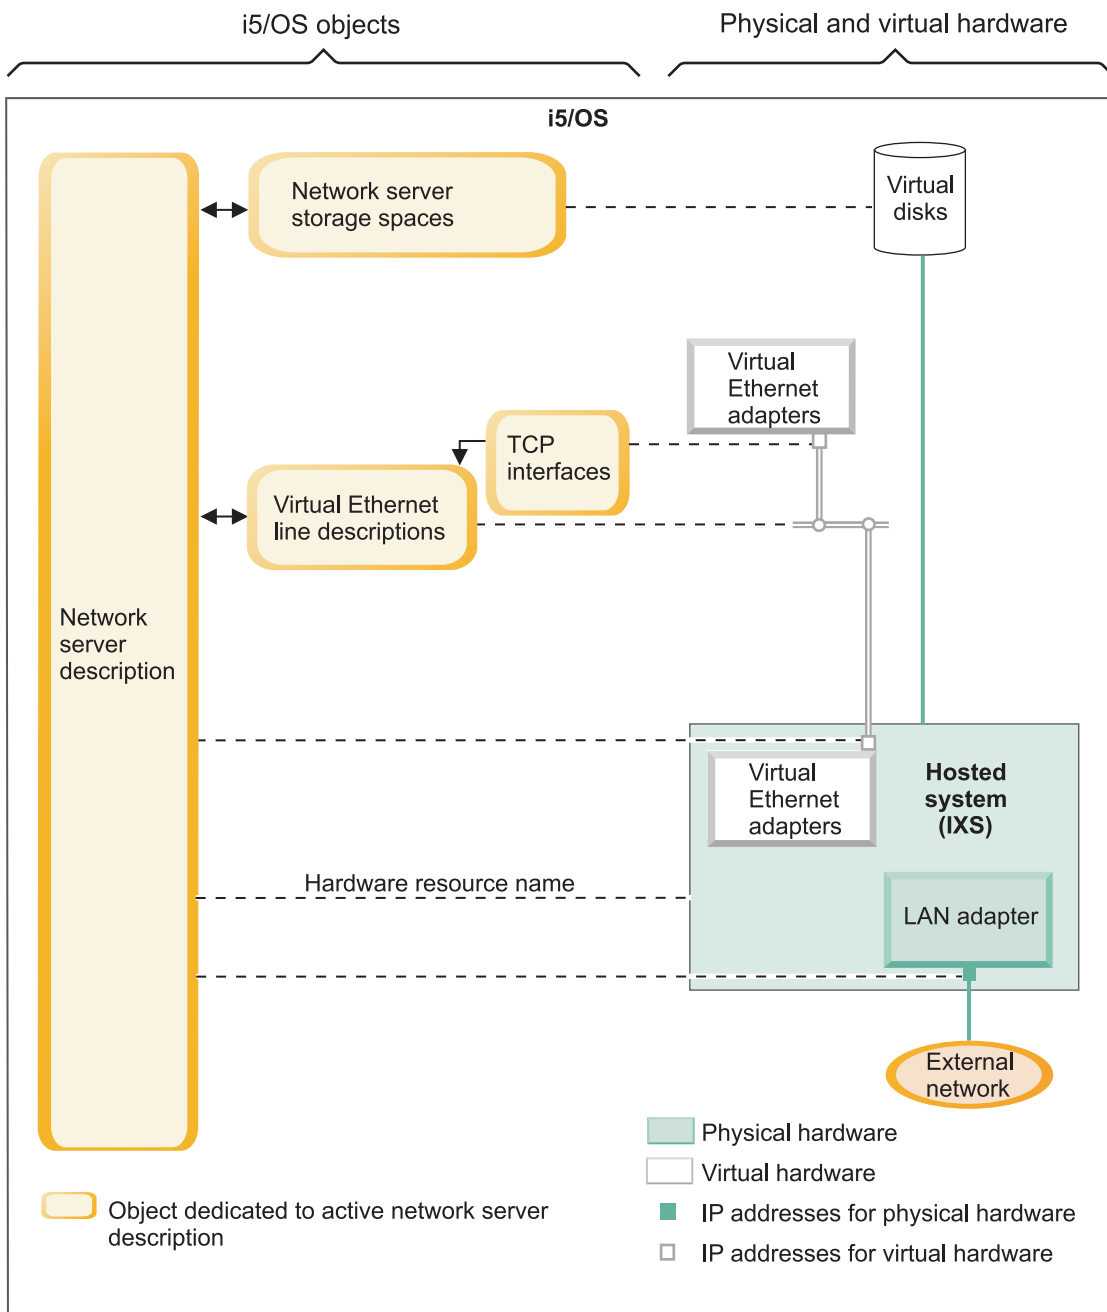 i5/OS objects
Physical and virtual hardware
i5/OS
Network server
storage spaces
Virtual
disks
Virtual
Ethernet
adapters
TCP
interfaces
Virtual Ethernet
line descriptions
Network
server
description
Virtual
Ethernet
adapters
Hosted
system
(IXS)
Hardware resource name
LAN adapter
External
network
Physical hardware
Virtual hardware
IP addresses for physical hardware
IP addresses for virtual hardware
Object dedicated to active network server
description